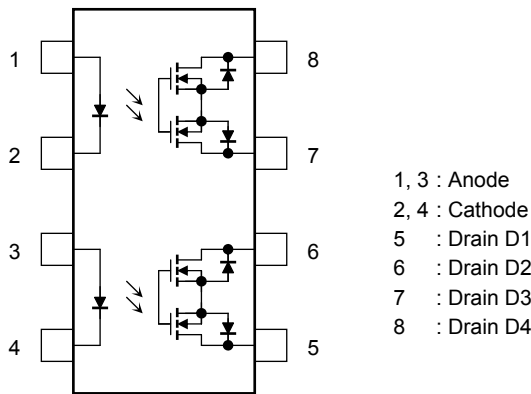 1
2
3
4
8
7
6
5
1, 3 : Anode
2, 4 : Cathode
5 : Drain D1
6 : Drain D2
7 : Drain D3
8 : Drain D4